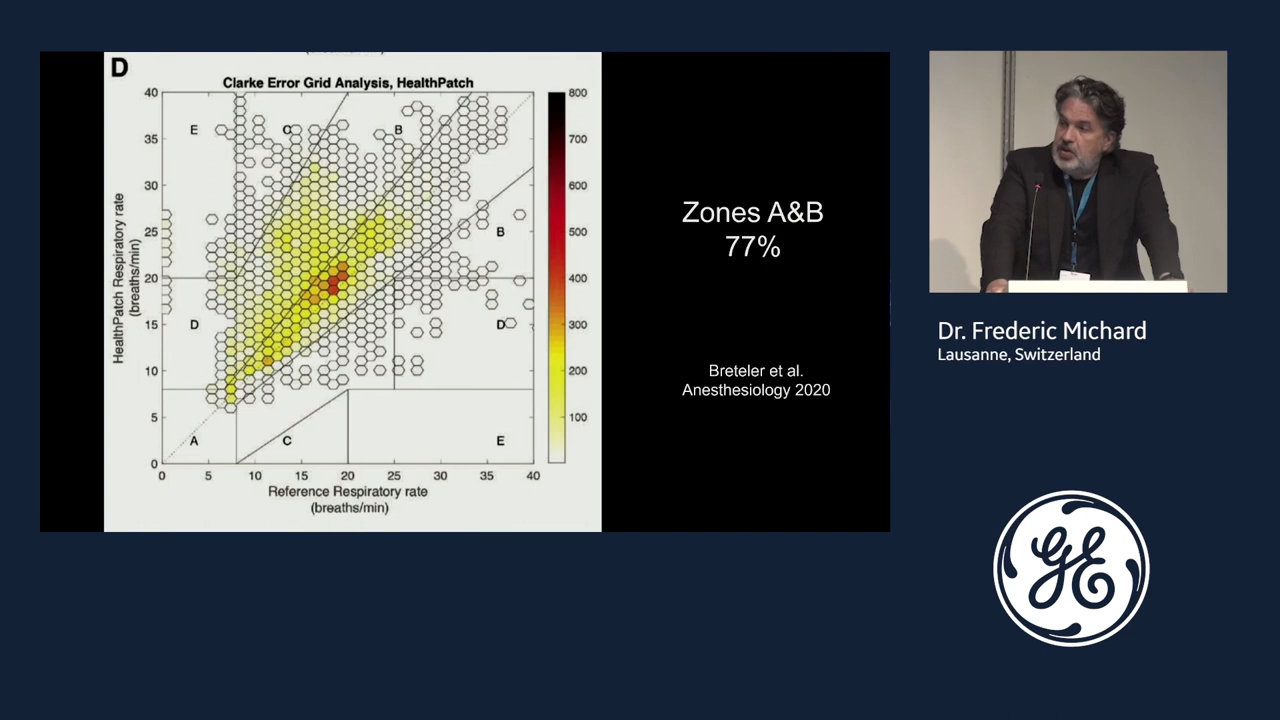 D
Clarke Error Grid Analysis, HealthPatch
HealthPatch Respiratory rate
(breaths/min)
40
35
30
25
20
15
10
5
0
E
C
B
B
D
D
A
C
E
0 5 10 15 20 25 30 35 40
Reference Respiratory rate
(breaths/min)
800
700
600
500
400
300
200
100
Zones A&B
77%
Breteler et al.
Anesthesiology 2020
Dr. Frederic Michard
Lausanne, Switzerland
GE